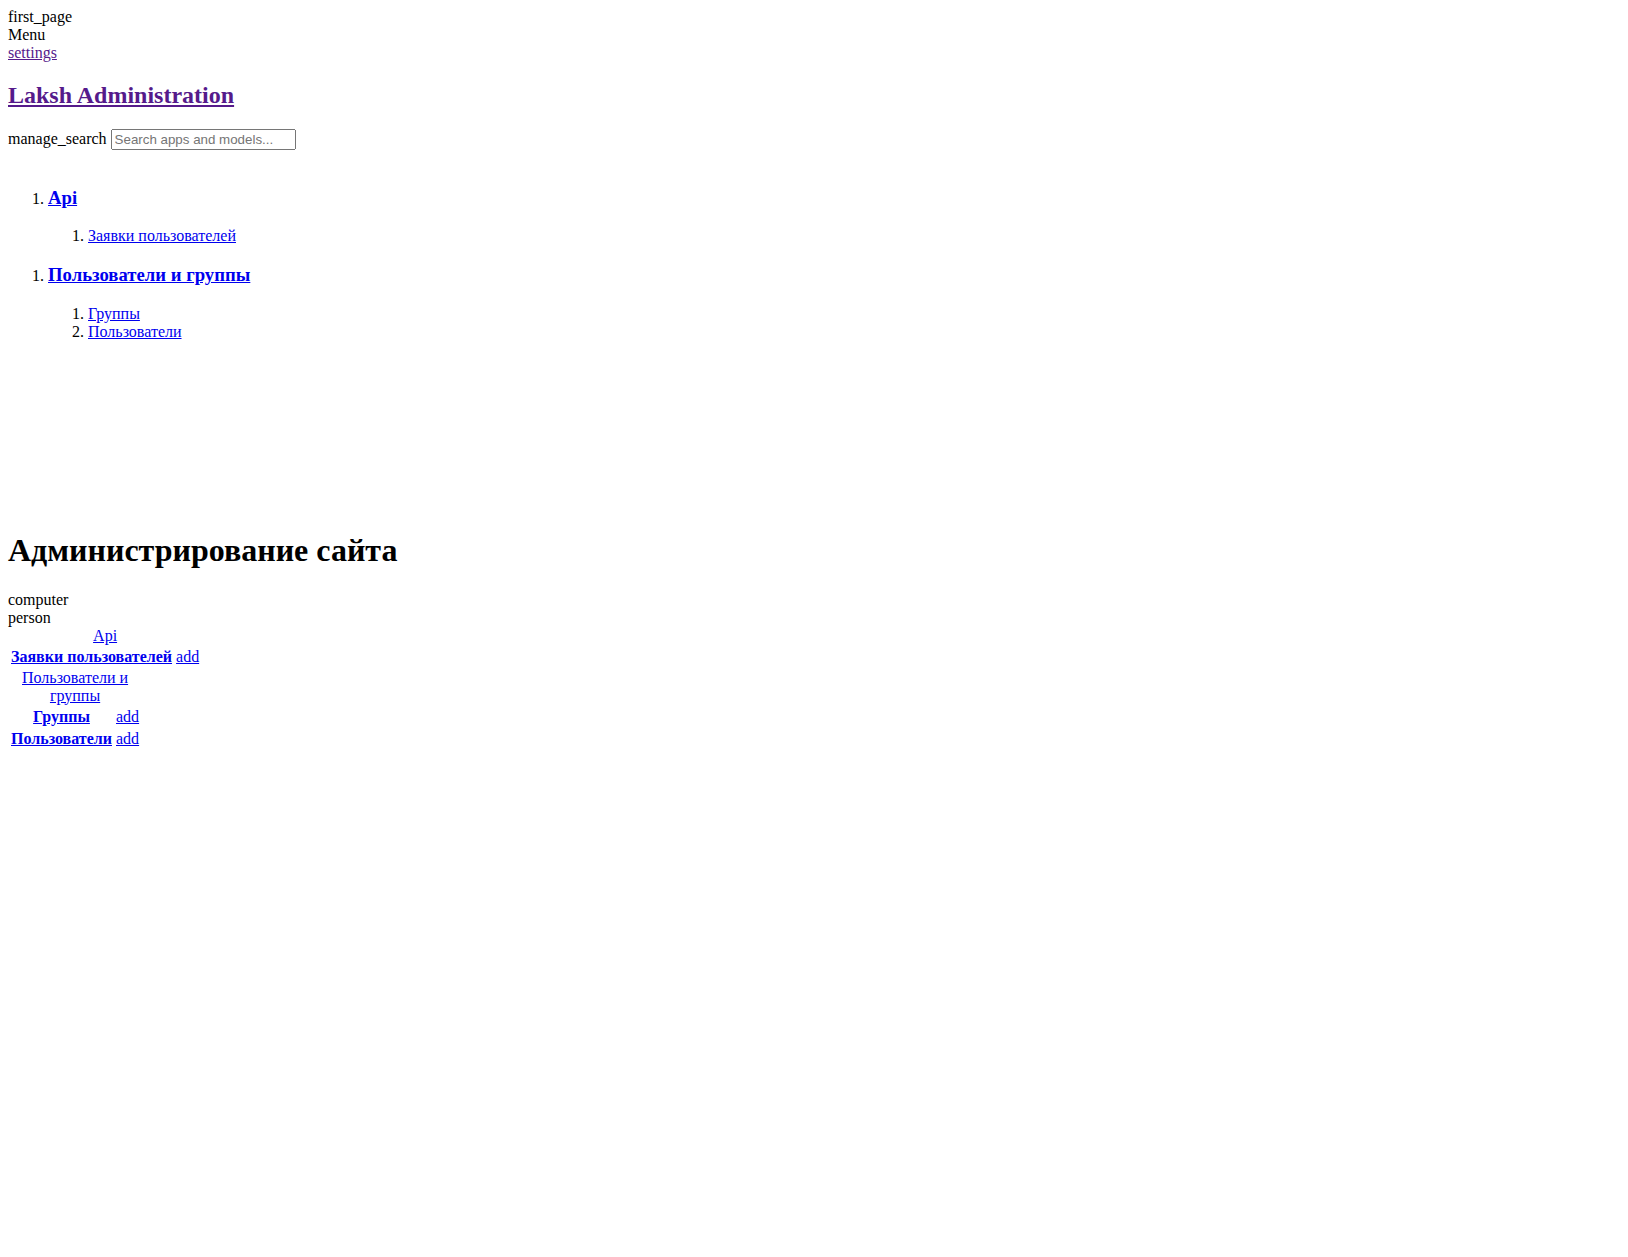 first_page
Menu
settings
Laksh Administration
manage_search Search apps and models...
1. Api
1. Заявки пользователей
1. Пользователи и группы
1. Группы
2. Пользователи
Администрирование сайта
computer
person
Api
Заявки пользователей add
Пользователи и
группы
Группы add
Пользователи add